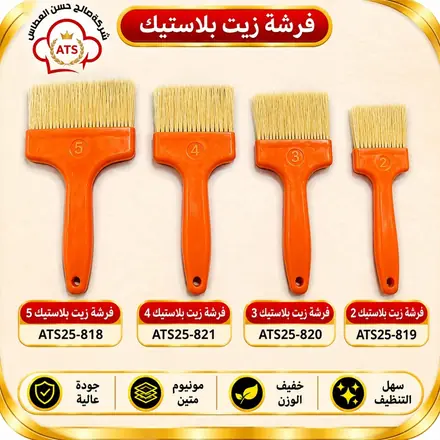 فرشة زيت بلاستيك
شركة صالح حسن العطاس
ATS
5
4
3
2
فرشة زيت بلاستيك 5
ATS25-818
فرشة زيت بلاستيك 4
ATS25-821
فرشة زيت بلاستيك 3
ATS25-820
فرشة زيت بلاستيك 2
ATS25-819
جودة
عالية
مونيوم
متين
خفيف
الوزن
سهل
التنظيف